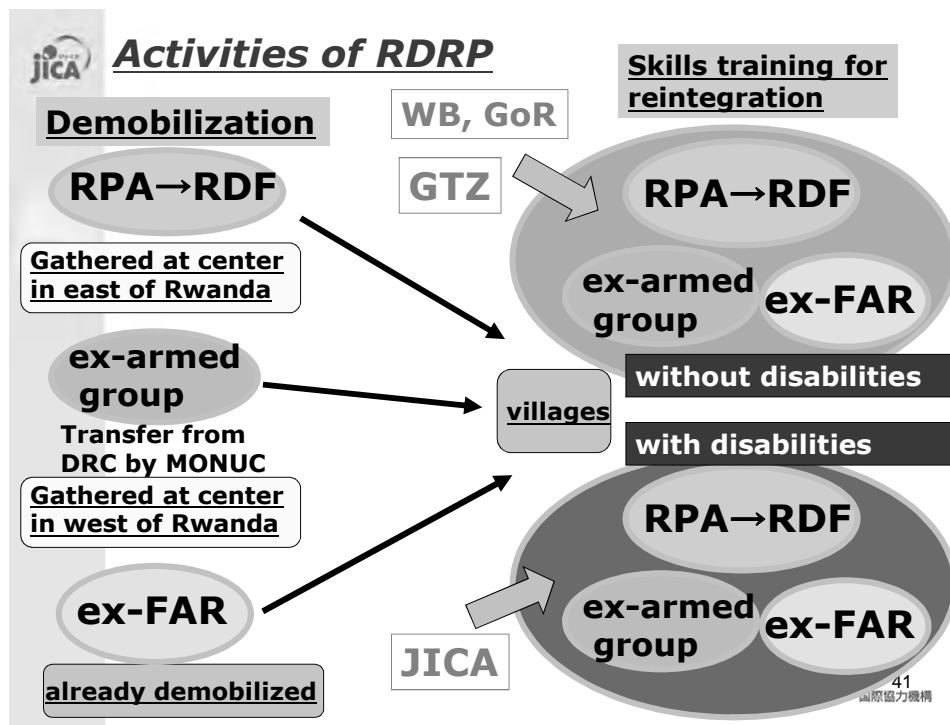 jICA
Activities of RDRP
Demobilization
RPA→RDF
Gathered at center
in east of Rwanda
ex-armed
group
Transfer from
DRC by MONUC
Gathered at center
in west of Rwanda
ex-FAR
already demobilized
WB, GoR
GTZ
villages
JICA
Skills training for
reintegration
RPA→RDF
ex-armed
group
ex-FAR
without disabilities
with disabilities
RPA→RDF
ex-armed
group
ex-FAR
41
国際協力機構